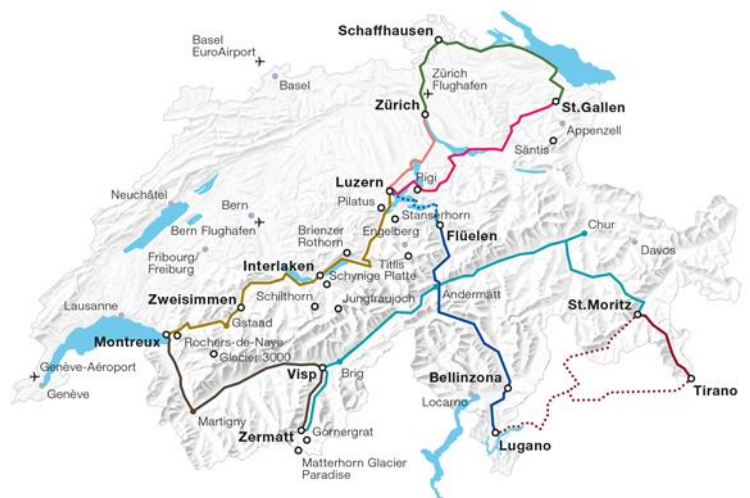 Schaffhausen
Basel
EuroAirport
Basel
Zürich
Flughafen
Zürich
St.Gallen
Appenzell
Säntis
Luzern
Rigi
Pilatus
Neuchâtel
Bern
Stanserhorn
Bern Flughafen
Engelberg
Flüelen
Brienzer
Rothorn
Chur
Fribourg/
Freiburg
Titlis
Davos
Interlaken
Schynige Platte
Zweisimmen
Schilthorn
Jungfraujoch
Andermatt
Lausanne
St.Moritz
Gstaad
Montreux
Rochers-de-Naye
Glacier 3000
Genève-Aéroport
Visp
Brig
Bellinzona
Genève
Tirano
Locarno
Martigny
Zermatt
Gornergrat
Lugano
Matterhorn Glacier
Paradise